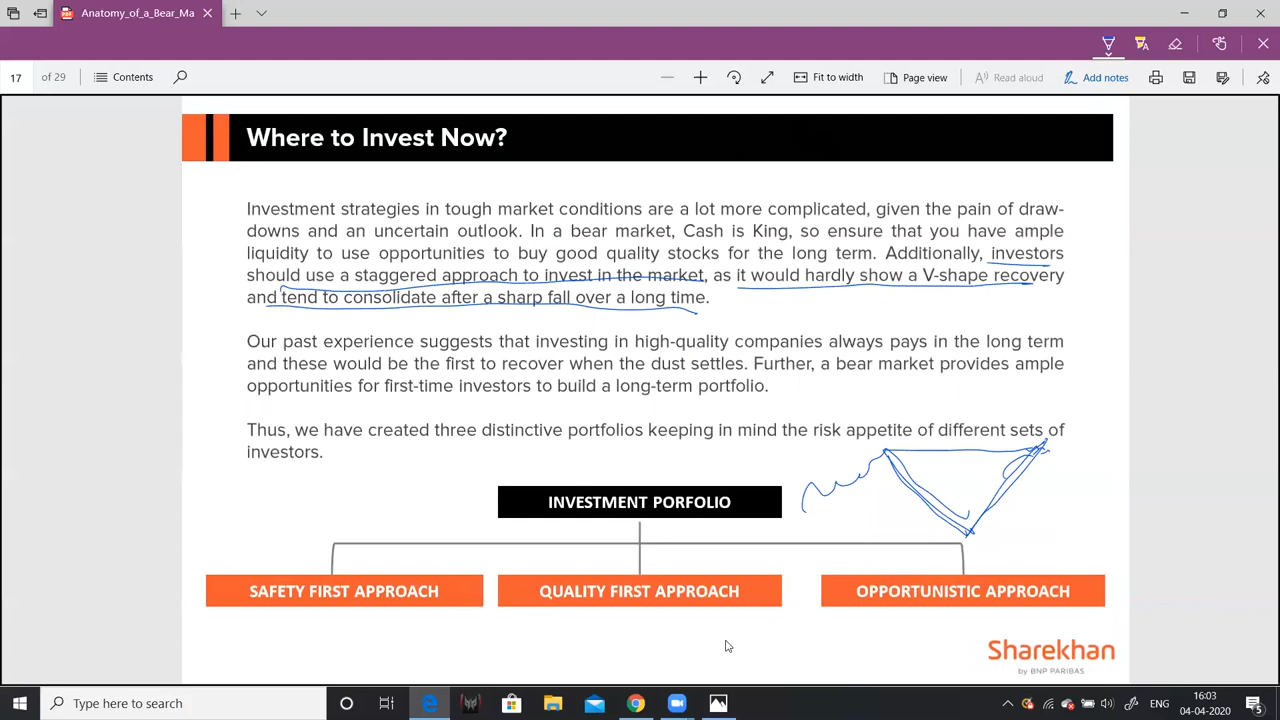 Anatomy_of_a_Bear_Ma
17 of 29 Contents Fit to width Page view Read aloud Add notes
Where to Invest Now?
Investment strategies in tough market conditions are a lot more complicated, given the pain of draw-
downs and an uncertain outlook. In a bear market, Cash is King, so ensure that you have ample
liquidity to use opportunities to buy good quality stocks for the long term. Additionally, investors
should use a staggered approach to invest in the market, as it would hardly show a V-shape recovery
and tend to consolidate after a sharp fall over a long time.
Our past experience suggests that investing in high-quality companies always pays in the long term
and these would be the first to recover when the dust settles. Further, a bear market provides ample
opportunities for first-time investors to build a long-term portfolio.
Thus, we have created three distinctive portfolios keeping in mind the risk appetite of different sets of
investors.
INVESTMENT PORFOLIO
SAFETY FIRST APPROACH QUALITY FIRST APPROACH OPPORTUNISTIC APPROACH
Sharekhan
by BNP PARIBAS
Type here to search
ENG
16:03
04-04-2020
5